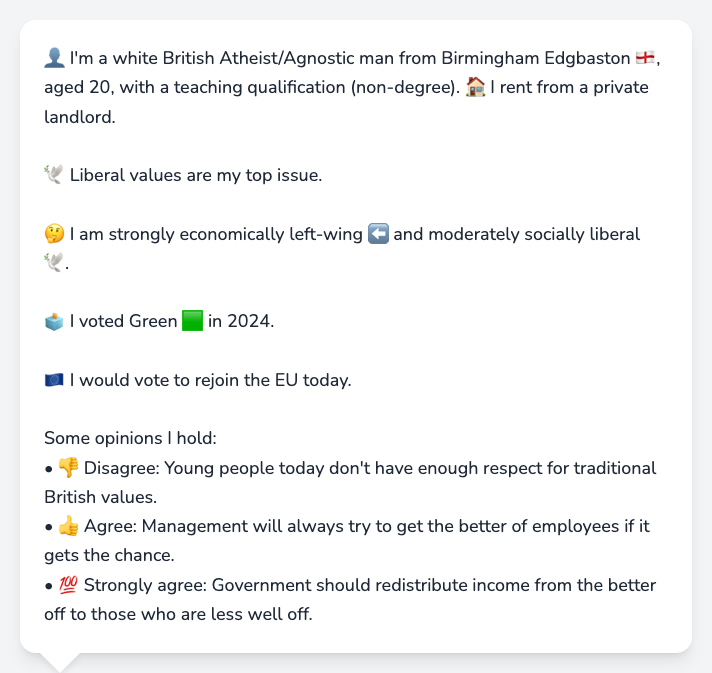 👤 I'm a white British Atheist/Agnostic man from Birmingham Edgbaston 🏴󠁧󠁢󠁥󠁮󠁧󠁿,
aged 20, with a teaching qualification (non-degree). 🏠 I rent from a private
landlord.
🕊️ Liberal values are my top issue.
🤔 I am strongly economically left-wing ⬅️ and moderately socially liberal
🕊️.
🗳️ I voted Green 🟩 in 2024.
🇪🇺 I would vote to rejoin the EU today.
Some opinions I hold:
• 👎 Disagree: Young people today don't have enough respect for traditional
British values.
• 👍 Agree: Management will always try to get the better of employees if it
gets the chance.
• 💯 Strongly agree: Government should redistribute income from the better
off to those who are less well off.